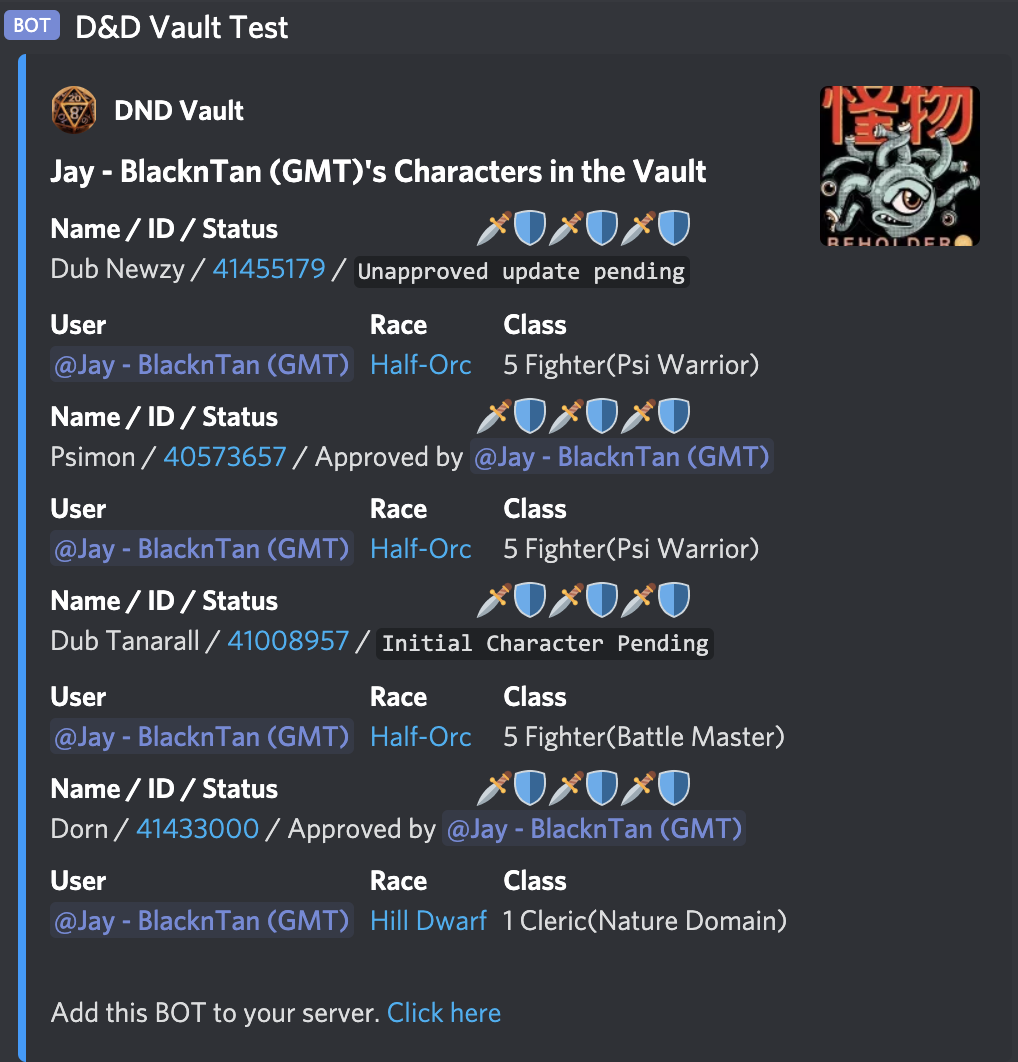 BOT D&D Vault Test
DND Vault
怪物
Jay - BlacknTan (GMT)'s Characters in the Vault
Name / ID / Status
Dub Newzy / 41455179 / Unapproved update pending
BEHOLDER
User Race Class
@Jay - BlacknTan (GMT) Half-Orc 5 Fighter(Psi Warrior)
Name / ID / Status
Psimon / 40573657 / Approved by @Jay - BlacknTan (GMT)
User Race Class
@Jay - BlacknTan (GMT) Half-Orc 5 Fighter(Psi Warrior)
Name / ID / Status
Dub Tanarall / 41008957 / Initial Character Pending
User Race Class
@Jay - BlacknTan (GMT) Half-Orc 5 Fighter(Battle Master)
Name / ID / Status
Dorn / 41433000 / Approved by @Jay - BlacknTan (GMT)
User Race Class
@Jay - BlacknTan (GMT) Hill Dwarf 1 Cleric(Nature Domain)
Add this BOT to your server. Click here